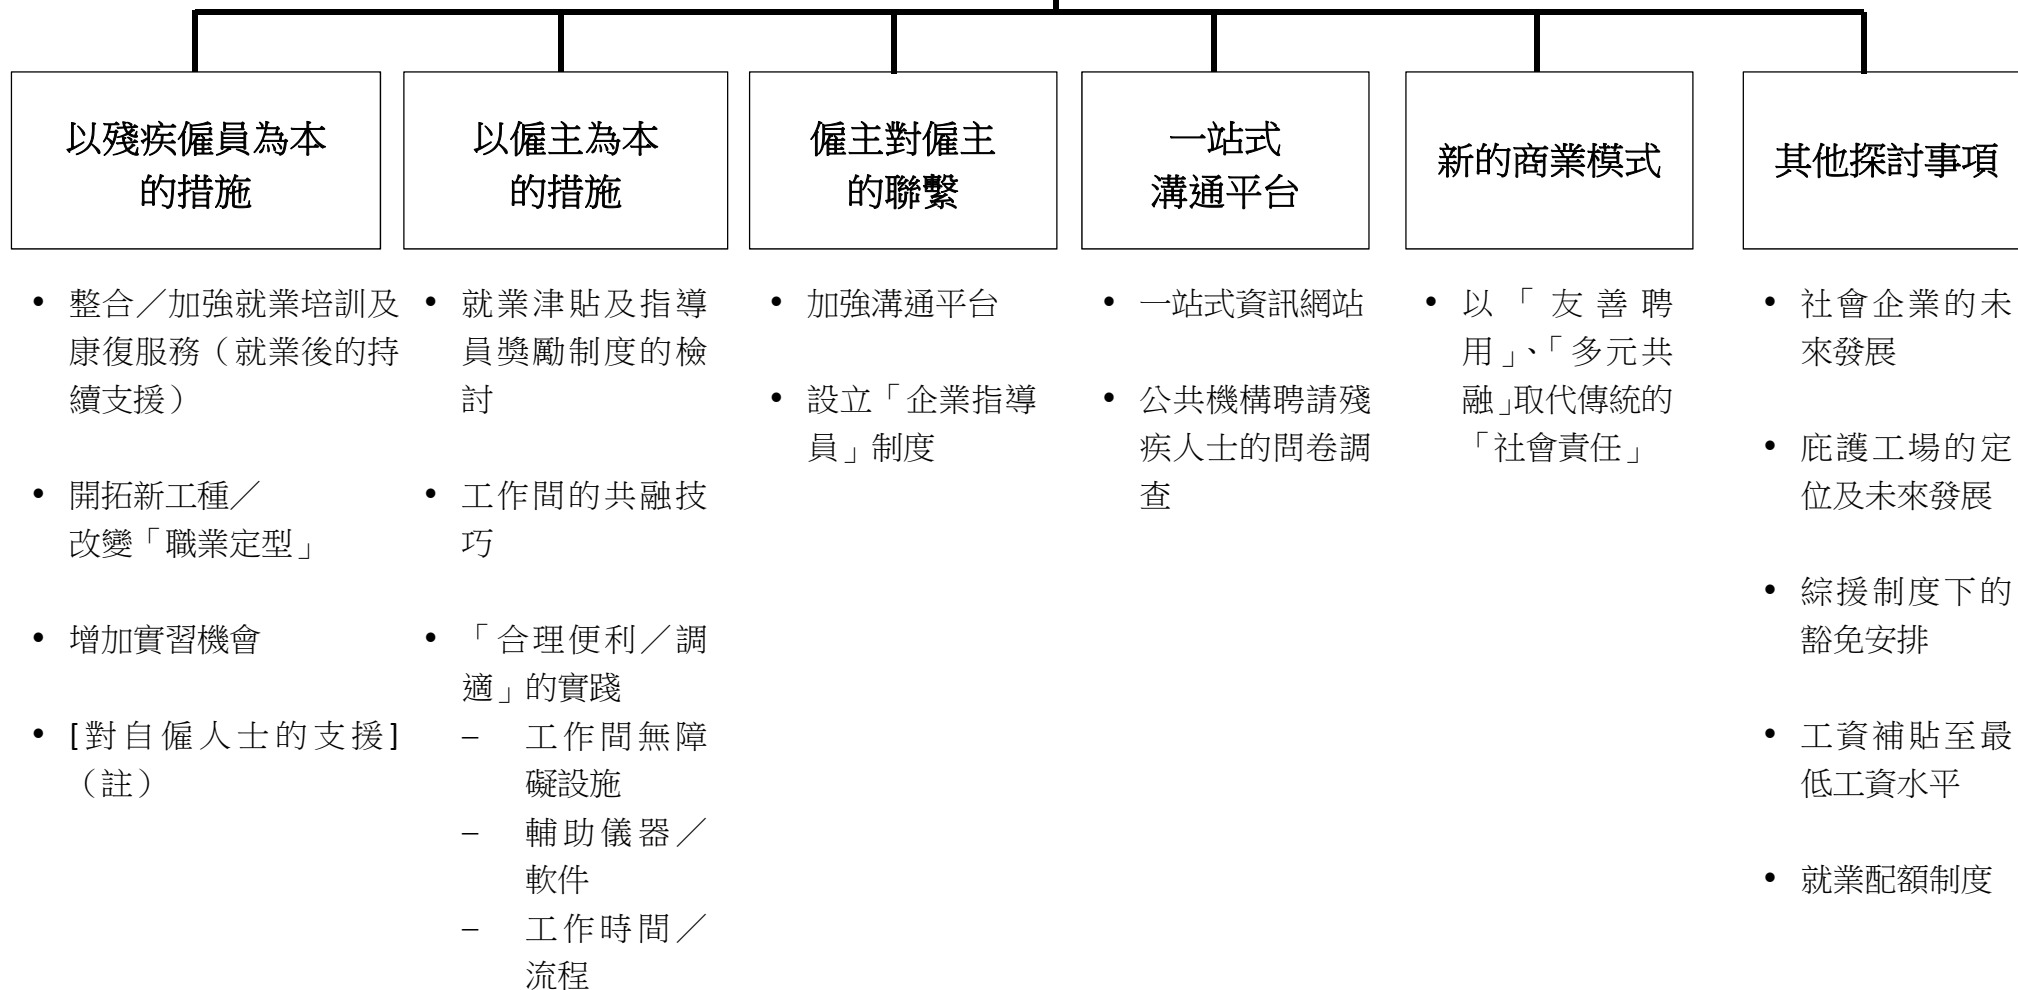 以殘疾僱員為本
的措施
• 整合／加強就業培訓及
康復服務（就業後的持
續支援）
• 開拓新工種／
改變「職業定型」
• 增加實習機會
• [對自僱人士的支援]
（註）
以僱主為本
的措施
• 就業津貼及指導
員獎勵制度的檢
討
• 工作間的共融技
巧
• 「合理便利／調
適」的實踐
– 工作間無障
礙設施
– 輔助儀器／
軟件
– 工作時間／
流程
僱主對僱主
的聯繫
• 加強溝通平台
• 設立「企業指導
員」制度
一站式
溝通平台
• 一站式資訊網站
• 公共機構聘請殘
疾人士的問卷調
查
新的商業模式
• 以「友善聘
用」、「多元共
融」取代傳統的
「社會責任」
其他探討事項
• 社會企業的未
來發展
• 庇護工場的定
位及未來發展
• 綜援制度下的
豁免安排
• 工資補貼至最
低工資水平
• 就業配額制度